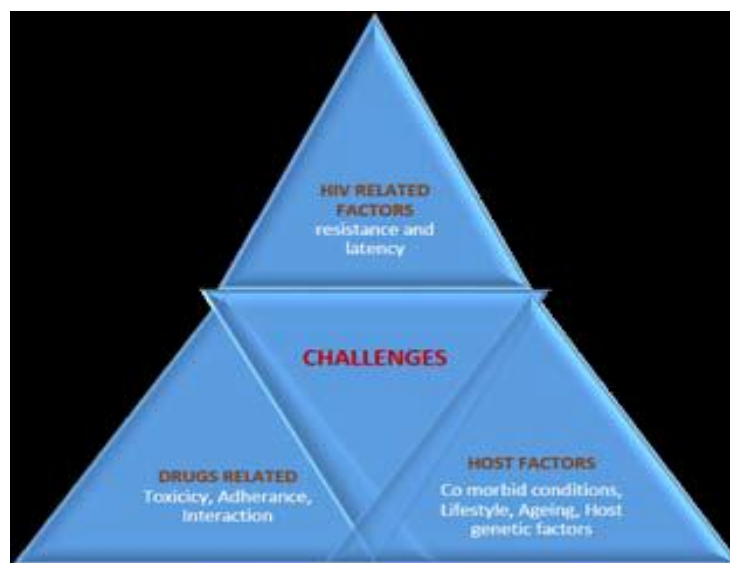 HIV RELATED
FACTORS
resistance and
latency
CHALLENGES
DRUGS RELATED
Toxicicy, Adherance,
Interaction
HOST FACTORS
Co morbid conditions,
Lifestyle, Ageing, Host
genetic factors